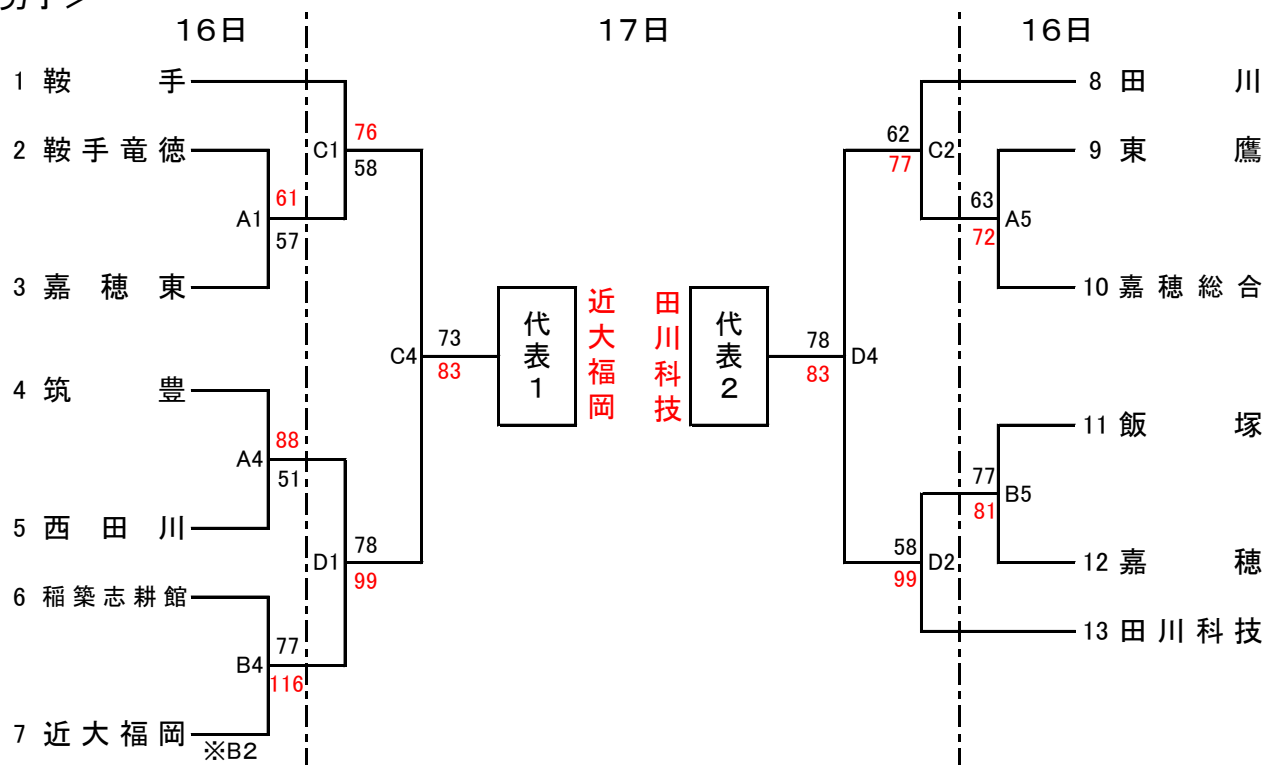 16日 17日 16日
1 鞍手
2 鞍手竜徳
3 嘉穂東
4 筑豊
5 西田川
6 稲築志耕館
7 近大福岡
※B2
A1
61
57
A4
88
51
B4
77
116
C1
76
58
D1
78
99
C4
73
83
代表1
近大福岡
田川科技
代表2
78
83
D4
62
77
C2
58
99
D2
63
72
A5
77
81
B5
8 田川
9 東鷹
10 嘉穂総合
11 飯塚
12 嘉穂
13 田川科技